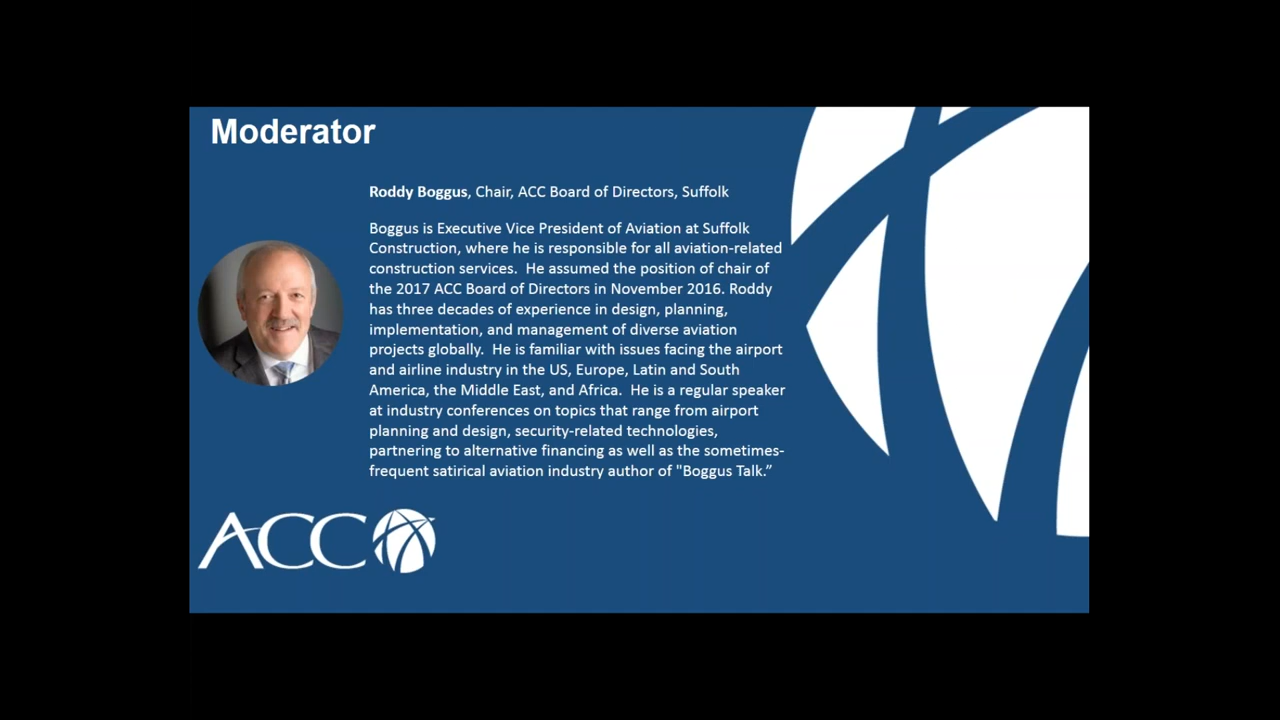 Moderator
Roddy Boggus, Chair, ACC Board of Directors, Suffolk
Boggus is Executive Vice President of Aviation at Suffolk
Construction, where he is responsible for all aviation-related
construction services.  He assumed the position of chair of
the 2017 ACC Board of Directors in November 2016. Roddy
has three decades of experience in design, planning,
implementation, and management of diverse aviation
projects globally.  He is familiar with issues facing the airport
and airline industry in the US, Europe, Latin and South
America, the Middle East, and Africa.  He is a regular speaker
at industry conferences on topics that range from airport
planning and design, security-related technologies,
partnering to alternative financing as well as the sometimes-
frequent satirical aviation industry author of "Boggus Talk.”
ACC